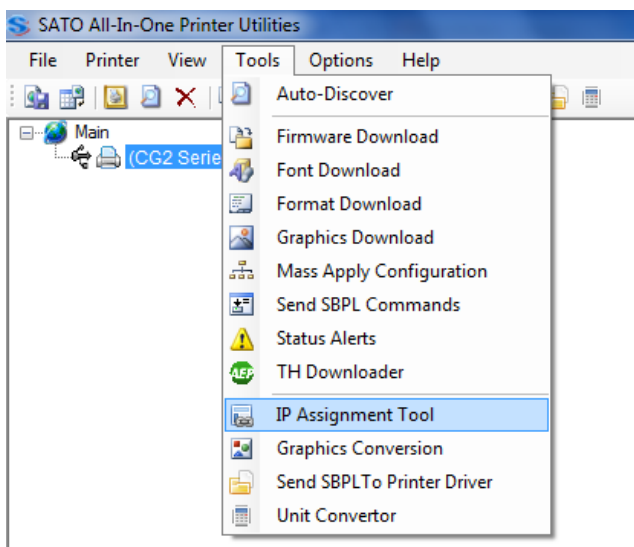 SATO All-In-One Printer Utilities
File Printer View Tools Options Help
Auto-Discover
Main
Firmware Download
(CG2 Serie
Font Download
Format Download
Graphics Download
Mass Apply Configuration
Send SBPL Commands
Status Alerts
AEP TH Downloader
IP Assignment Tool
Graphics Conversion
Send SBPLTo Printer Driver
Unit Convertor